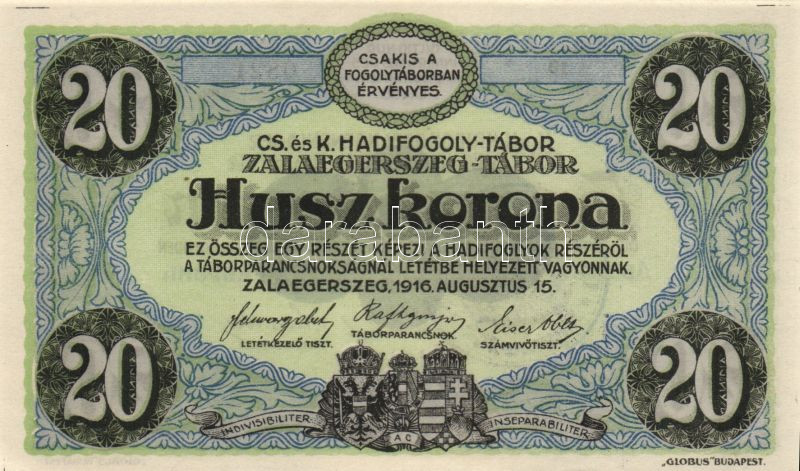 CSAKIS A
FOGOLYTÁBORBAN
ÉRVÉNYES.
20 20
CS. és K. HADIFOGOLY-TÁBOR
ZALAEGERSZEG-TÁBOR
Husz korona
darabanth
EZ ÖSSZEG EGY RÉSZÉT KÉPEZI A HADIFOGLYOK RÉSZÉRŐL
A TÁBORPARANCSNOKSÁGNÁL LETÉTBE HELYEZETT VAGYONNAK.
ZALAEGERSZEG, 1916. AUGUSZTUS 15.
LETÉTKEZELŐ TISZT. TÁBORPARANCSNOK. SZÁMVIVŐTISZT.
20 20
INDIVISIBILITER A C INSEPARABILITER
„GLOBUS" BUDAPEST.